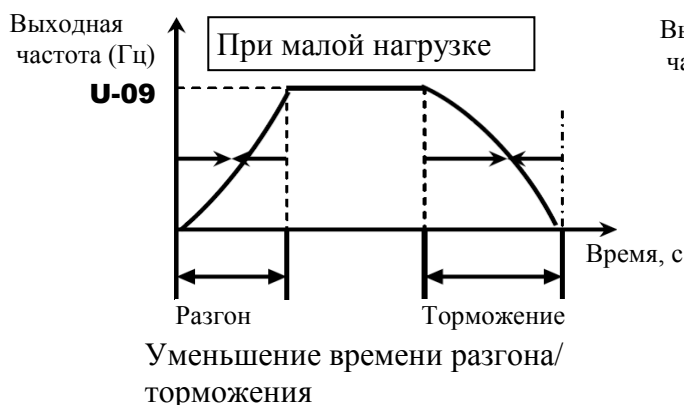 Выходная
частота (Гц)
При малой нагрузке
U-09
Время, с
Разгон
Торможение
Уменьшение времени разгона/
торможения